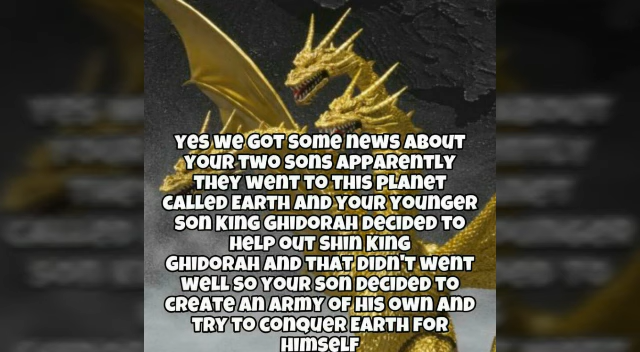 Yes we got some news about
your two sons apparently
they went to this planet
called Earth and your younger
son King Ghidorah decided to
help out Shin King
Ghidorah and that didn't went
well so your son decided to
create an army of his own and
try to conquer Earth for
himself